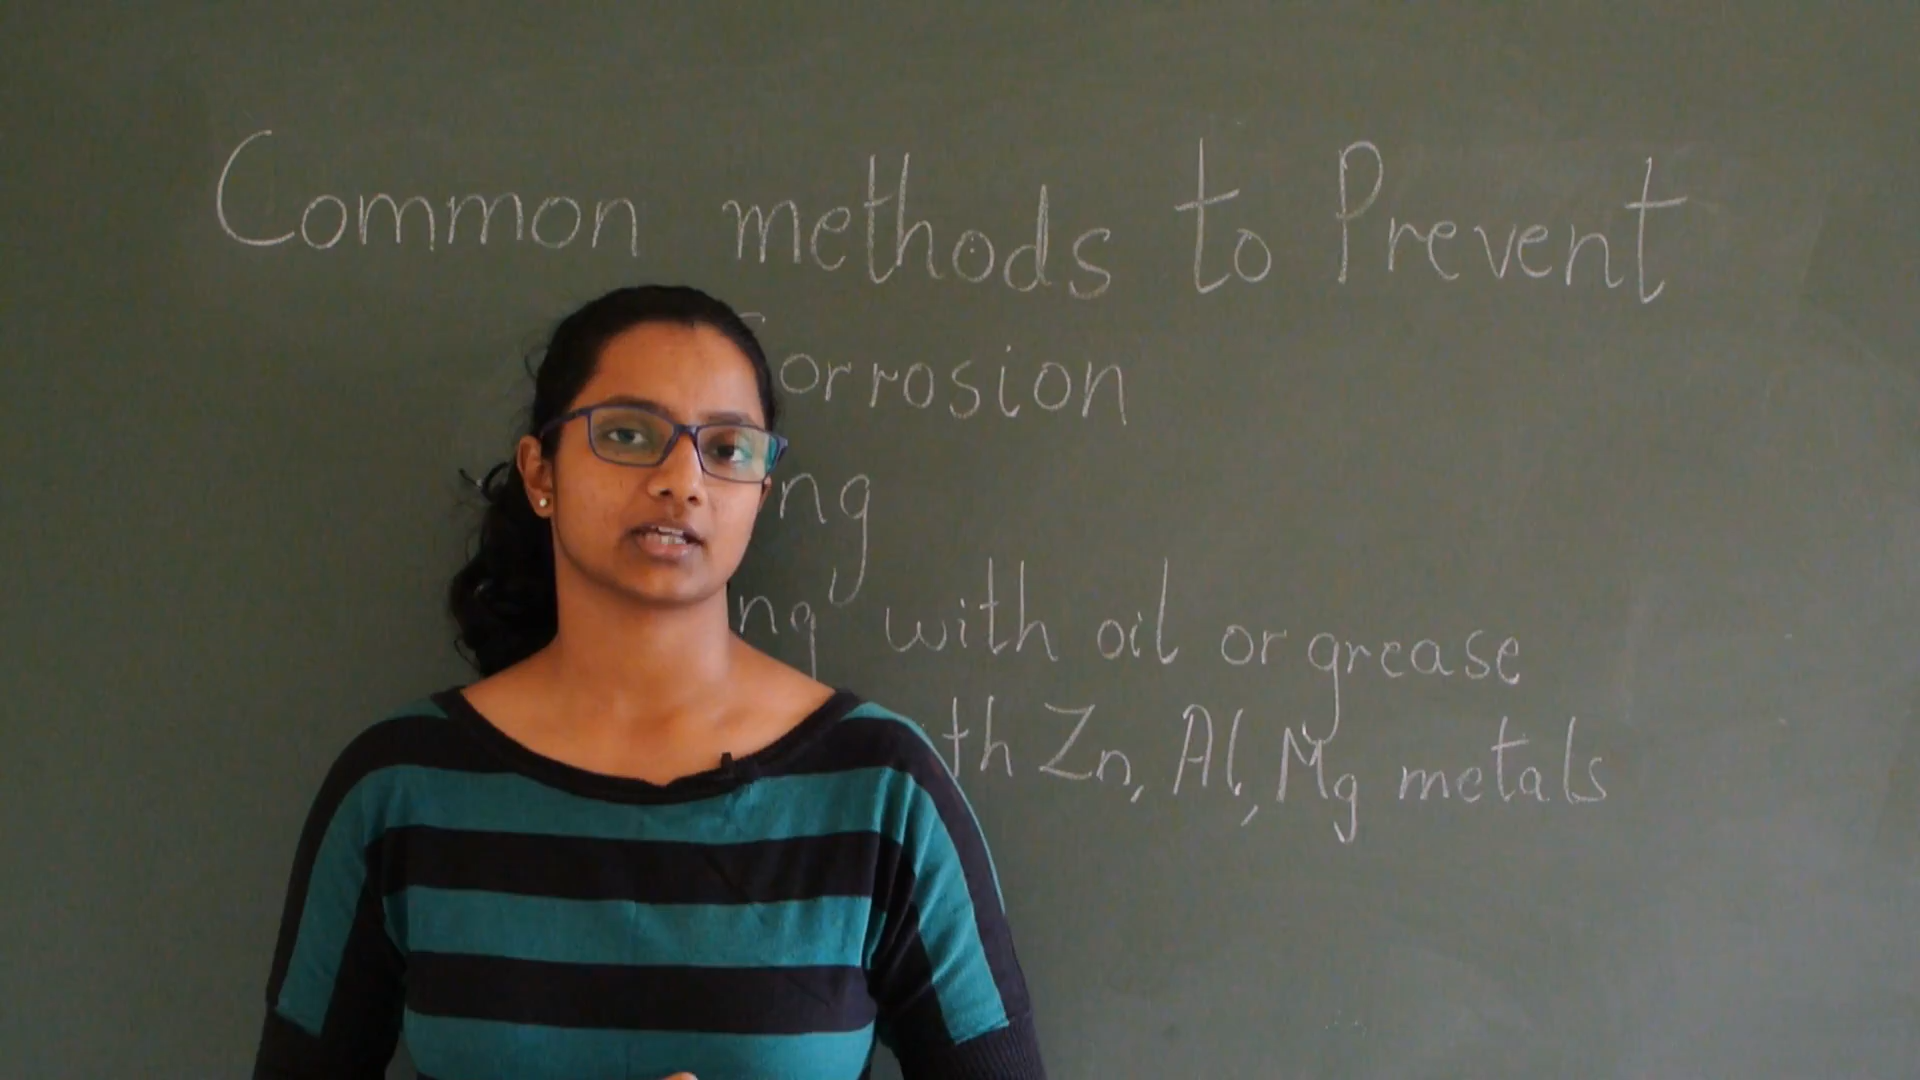 Common methods to Prevent
orrosion
ng
ng with oil or grease
th Zn, Al, Mg metals